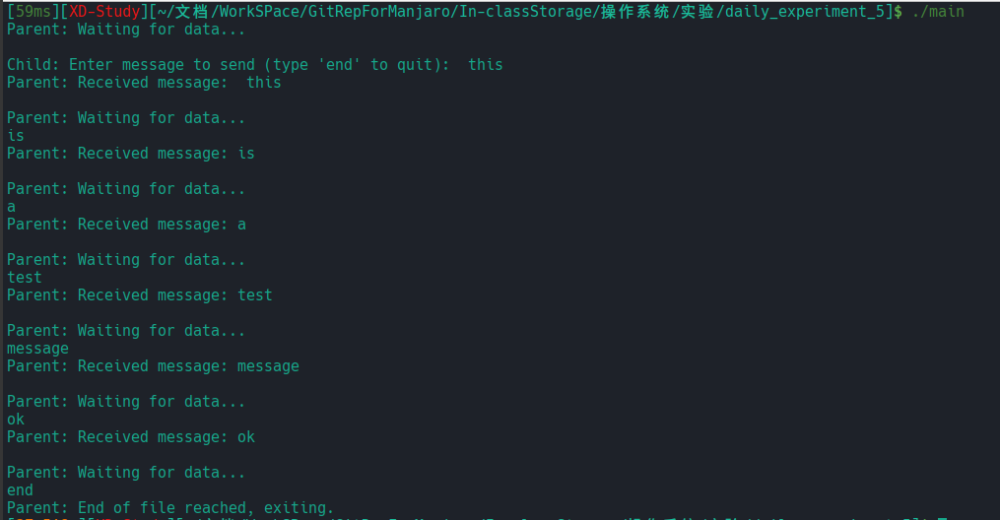 [59ms][XD-Study][~/文档/WorkSPace/GitRepForManjaro/In-classStorage/操作系统/实验/daily_experiment_5]$ ./main
Parent: Waiting for data...
Child: Enter message to send (type 'end' to quit):  this
Parent: Received message:  this
Parent: Waiting for data...
is
Parent: Received message: is
Parent: Waiting for data...
a
Parent: Received message: a
Parent: Waiting for data...
test
Parent: Received message: test
Parent: Waiting for data...
message
Parent: Received message: message
Parent: Waiting for data...
ok
Parent: Received message: ok
Parent: Waiting for data...
end
Parent: End of file reached, exiting.